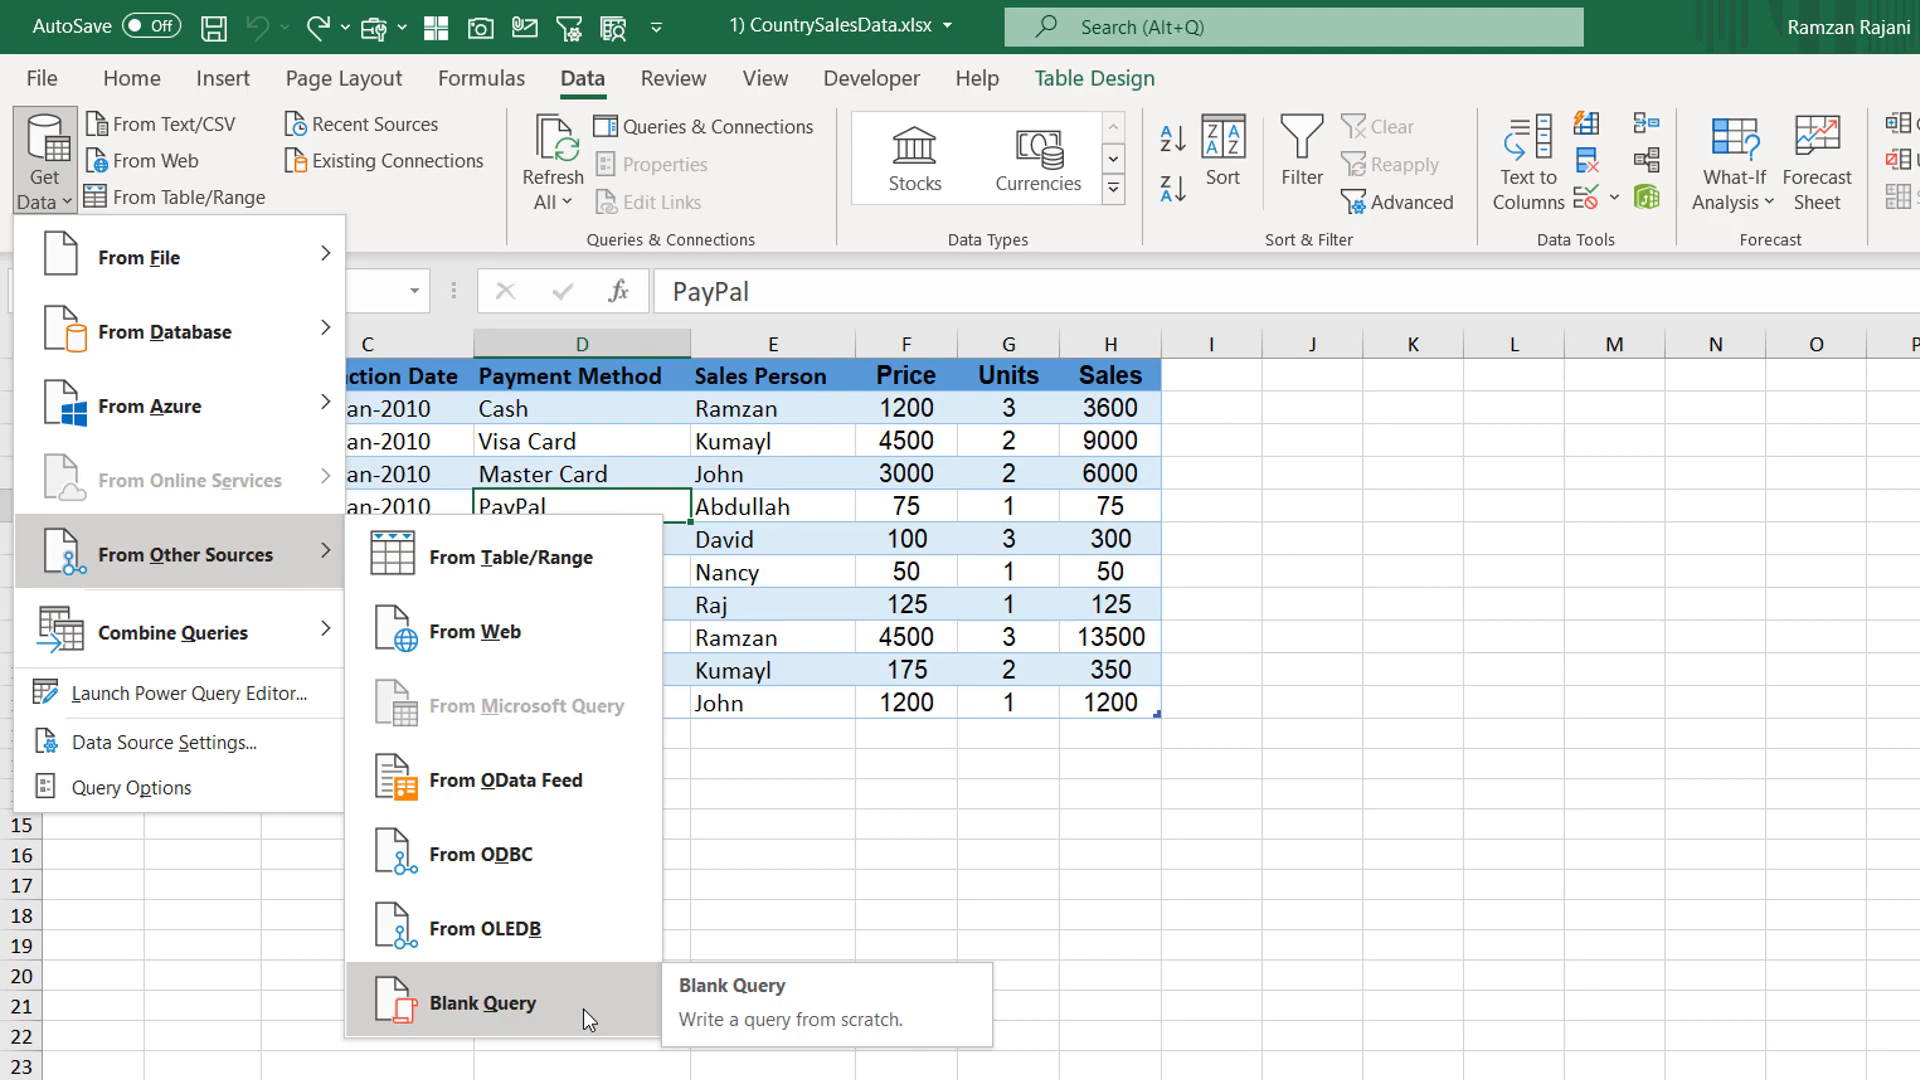 AutoSave Off 1) CountrySalesData.xlsx Search (Alt+Q) Ramzan Rajani
File Home Insert Page Layout Formulas Data Review View Developer Help Table Design
Get Data
From Text/CSV
From Web
From Table/Range
Recent Sources
Existing Connections
Refresh All
Queries & Connections
Properties
Edit Links
Queries & Connections
Stocks Currencies
Data Types
Sort
Filter
Clear
Reapply
Advanced
Sort & Filter
Text to Columns
Data Tools
What-If Analysis
Forecast Sheet
Forecast
PayPal
C D E F G H I J K L M N O P
ction Date Payment Method Sales Person Price Units Sales
an-2010 Cash Ramzan 1200 3 3600
an-2010 Visa Card Kumayl 4500 2 9000
an-2010 Master Card John 3000 2 6000
an-2010 PayPal Abdullah 75 1 75
David 100 3 300
Nancy 50 1 50
Raj 125 1 125
Ramzan 4500 3 13500
Kumayl 175 2 350
John 1200 1 1200
From File
From Database
From Azure
From Online Services
From Other Sources
Combine Queries
Launch Power Query Editor...
Data Source Settings...
Query Options
From Table/Range
From Web
From Microsoft Query
From OData Feed
From ODBC
From OLEDB
Blank Query
Blank Query
Write a query from scratch.
15
16
17
18
19
20
21
22
23